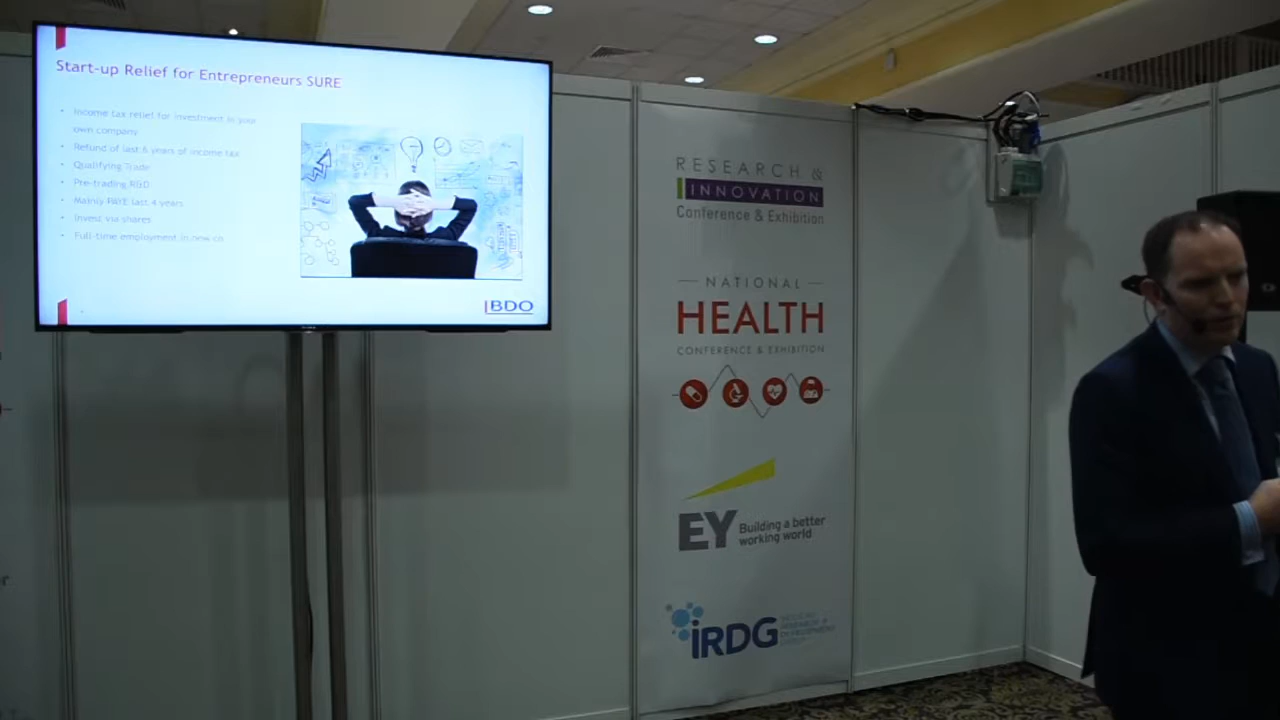 Start-up Relief for Entrepreneurs SURE
Income tax relief for investment in your
own company
Refund of last 6 years of income tax
Qualifying Trade
Pre-trading R&D
Mainly PAYE last 4 years
Invest via shares
Full-time employment in new co
BDO
RESEARCH &
INNOVATION
Conference & Exhibition
NATIONAL
HEALTH
CONFERENCE & EXHIBITION
EY Building a better
working world
iRDG